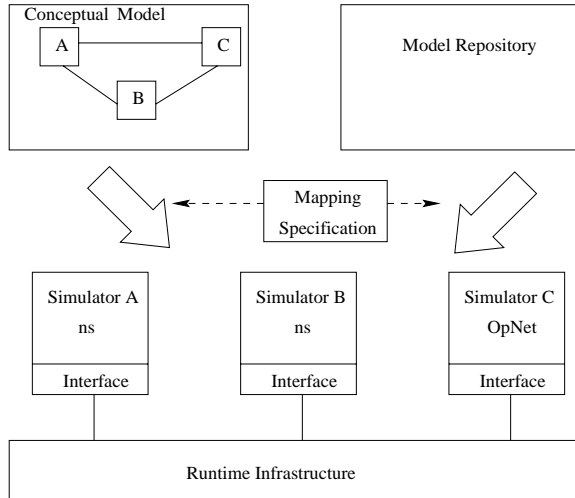 Conceptual Model
A
C
B
Model Repository
Mapping
Specification
Simulator A
ns
Interface
Simulator B
ns
Interface
Simulator C
OpNet
Interface
Runtime Infrastructure